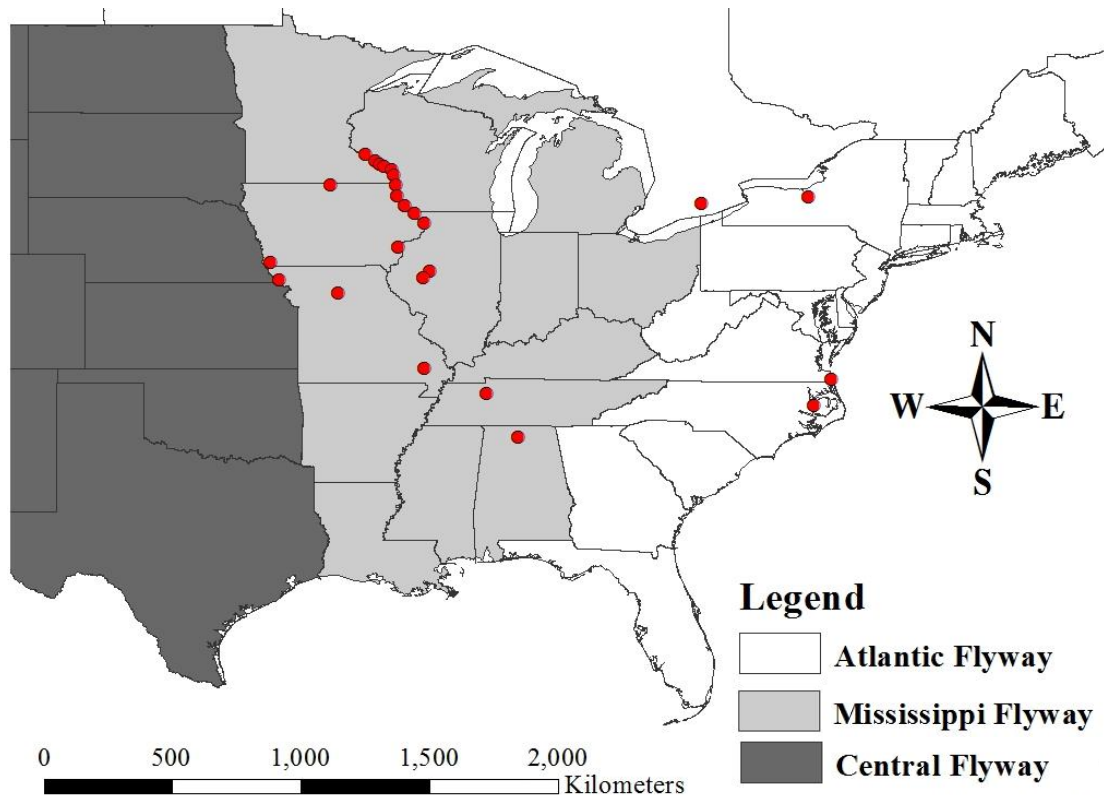 N
W E
S
Legend
Atlantic Flyway
Mississippi Flyway
Central Flyway
0 500 1,000 1,500 2,000
Kilometers